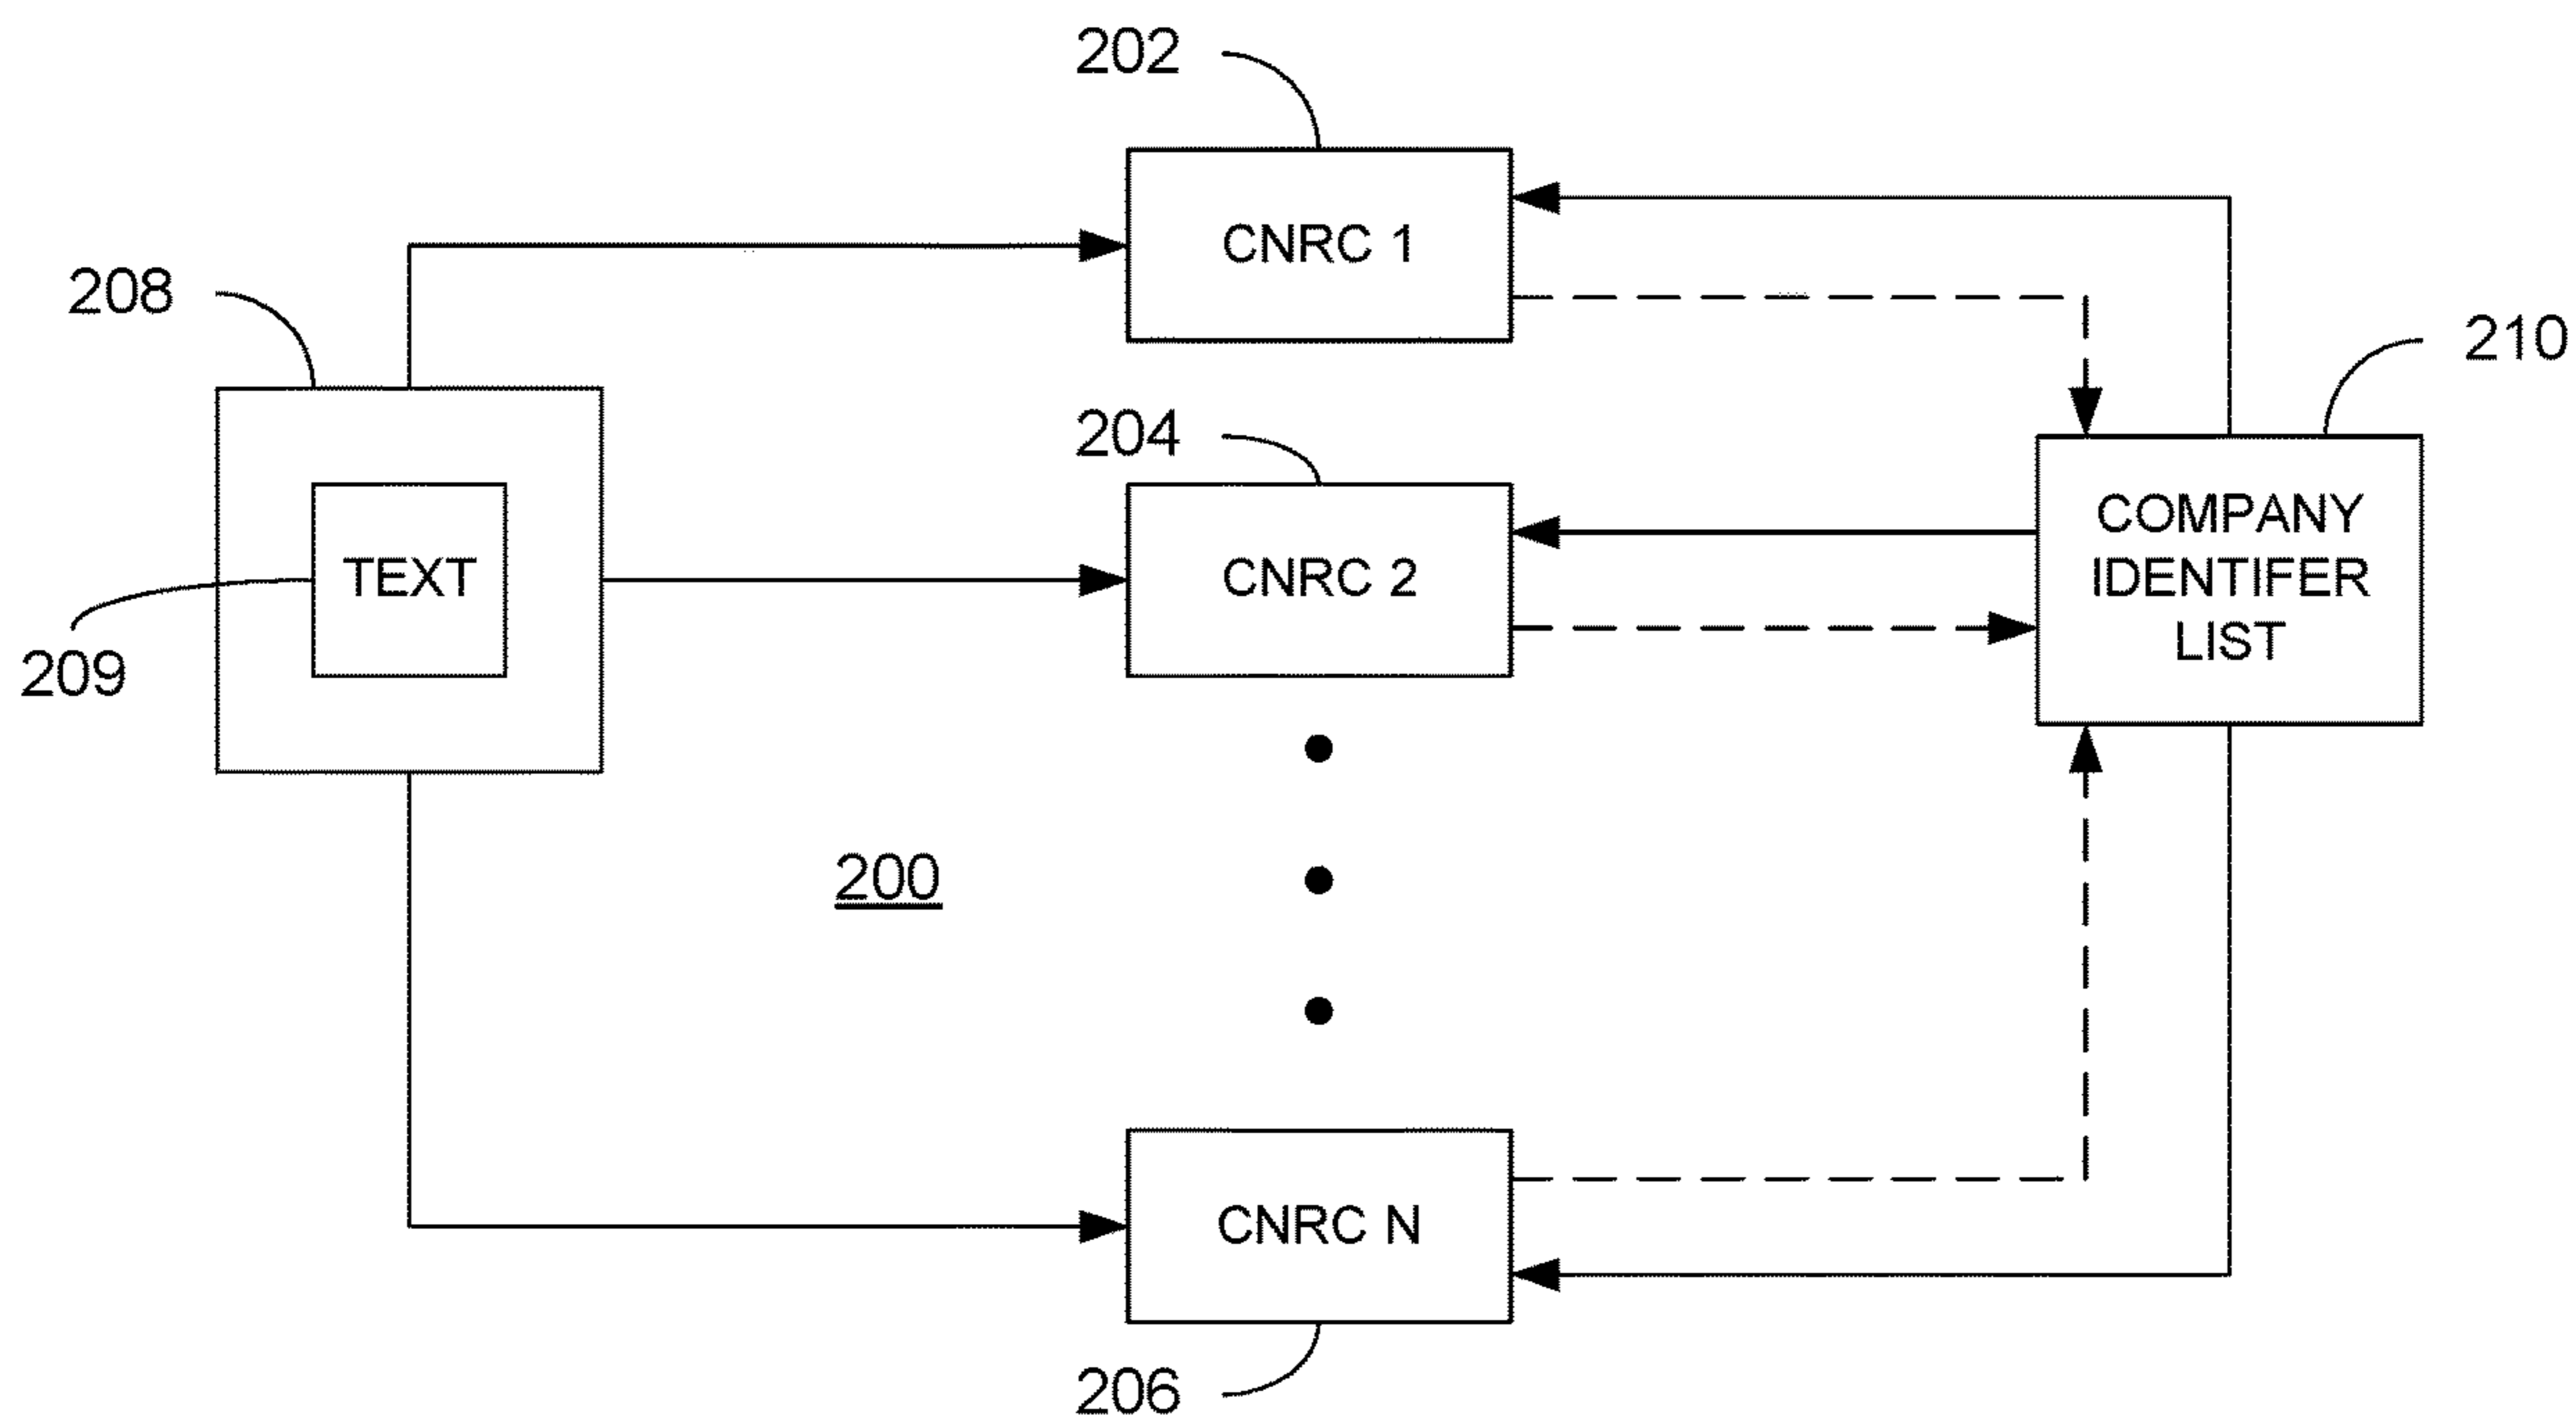 202
CNRC 1
208
210
204
COMPANY
IDENTIFER
LIST
TEXT
CNRC 2
209
200
CNRC N
206